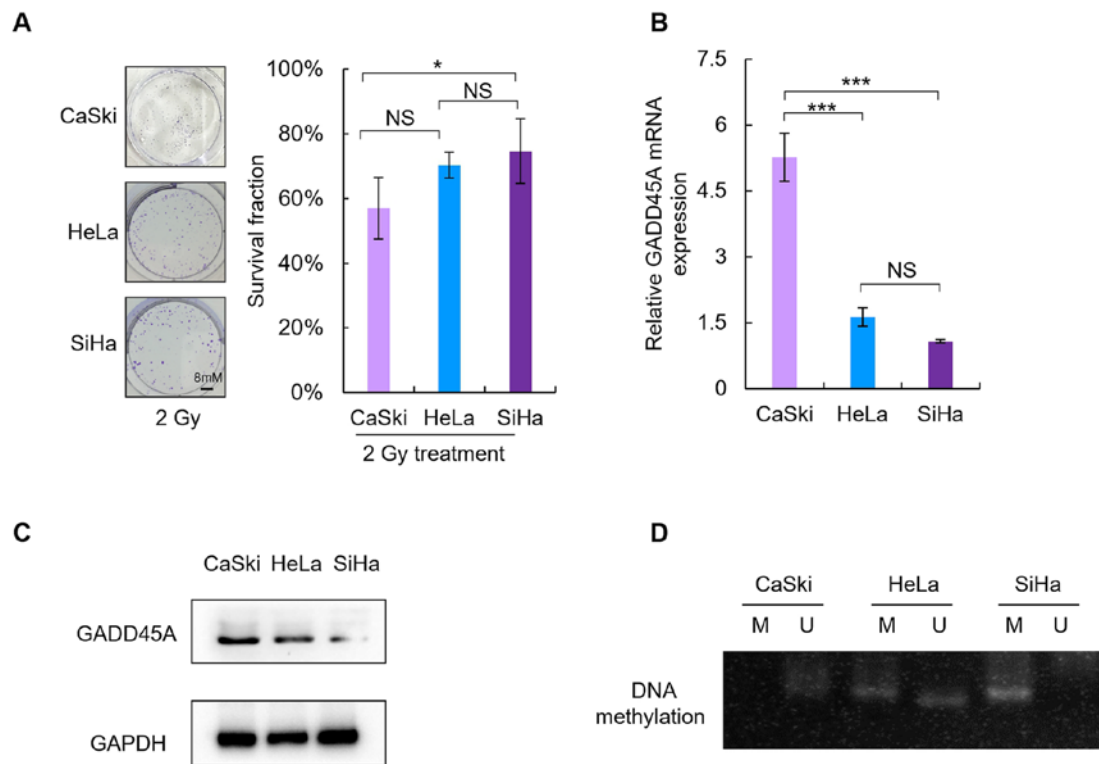 A
CaSki
HeLa
SiHa
8mM
2 Gy
Survival fraction
100%
80%
60%
40%
20%
0%
*
NS
NS
CaSki HeLa SiHa
2 Gy treatment
B
Relative GADD45A mRNA
expression
7.5
6
4.5
3
1.5
0
***
***
NS
CaSki HeLa SiHa
C
CaSki HeLa SiHa
GADD45A
GAPDH
D
CaSki HeLa SiHa
M U M U M U
DNA
methylation